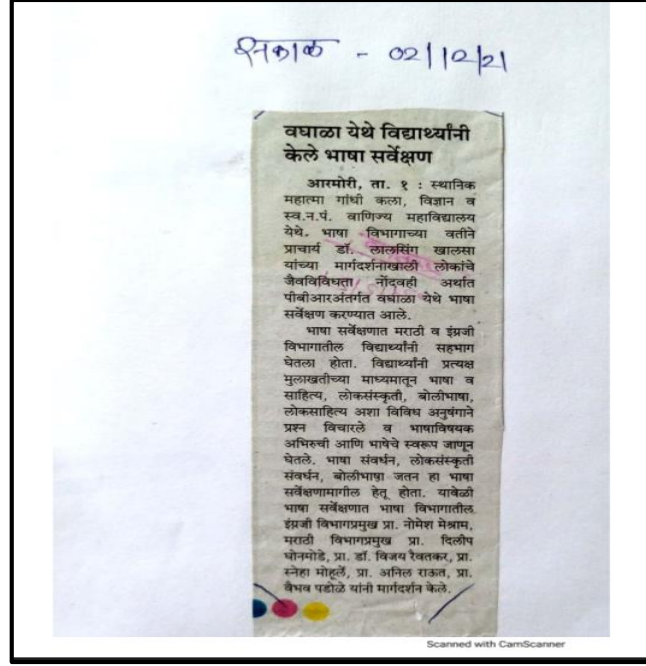 सकाळ - 02/12/21
वघाळा येथे विद्यार्थ्यांनी
केले भाषा सर्वेक्षण
आरमोरी, ता. १ : स्थानिक
महात्मा गांधी कला, विज्ञान व
स्व.न.पं. वाणिज्य महाविद्यालय
येथे. भाषा विभागाच्या वतीने
प्राचार्य डॉ. लालसिंग खालसा
यांच्या मार्गदर्शनाखाली लोकांचे
जैवविविधता नोंदवही अर्थात
पीबीआरअंतर्गत वघाळा येथे भाषा
सर्वेक्षण करण्यात आले.
भाषा सर्वेक्षणात मराठी व इंग्रजी
विभागातील विद्यार्थ्यांनी सहभाग
घेतला होता. विद्यार्थ्यांनी प्रत्यक्ष
मुलाखतीच्या माध्यमातून भाषा व
साहित्य, लोकसंस्कृती, बोलीभाषा,
लोकसाहित्य अशा विविध अनुषंगाने
प्रश्न विचारले व भाषाविषयक
अभिरुची आणि भाषेचे स्वरूप जाणून
घेतले. भाषा संवर्धन, लोकसंस्कृती
संवर्धन, बोलीभाषा जतन हा भाषा
सर्वेक्षणामागील हेतू होता. यावेळी
भाषा सर्वेक्षणात भाषा विभागातील
इंग्रजी विभागप्रमुख प्रा. नोमेश मेश्राम,
मराठी विभागप्रमुख प्रा. दिलीप
घोनमोडे, प्रा. डॉ. विजय रैवतकर, प्रा.
स्नेहा मोहुर्ले, प्रा. अनिल राऊत, प्रा.
वैभव पडोळे यांनी मार्गदर्शन केले.
Scanned with CamScanner